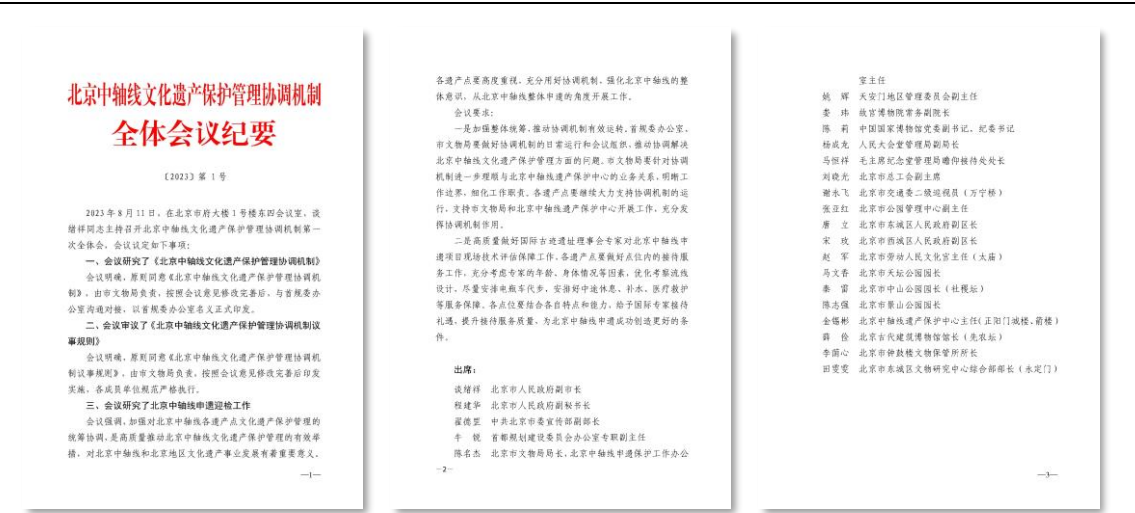 北京中轴线文化遗产保护管理协调机制
全体会议纪要
〔2023〕第 1 号
2023 年 8 月 11 日，在北京市府大楼 1 号楼东四会议室，谈
绪祥同志主持召开北京中轴线文化遗产保护管理协调机制第一
次全体会，会议议定如下事项：
一、会议研究了《北京中轴线文化遗产保护管理协调机制》
会议明确，原则同意《北京中轴线文化遗产保护管理协调机
制》，由市文物局负责，按照会议意见修改完善后，与首规委办
公室沟通对接，以首规委办公室名义正式印发。
二、会议审议了《北京中轴线文化遗产保护管理协调机制议
事规则》
会议明确，原则同意《北京中轴线文化遗产保护管理协调机
制议事规则》，由市文物局负责，按照会议意见修改完善后印发
实施，各成员单位规范严格执行。
三、会议研究了北京中轴线申遗迎检工作
会议强调，加强对北京中轴线各遗产点文化遗产保护管理的
统筹协调，是高质量推动北京中轴线文化遗产保护管理的有效举
措，对北京中轴线和北京地区文化遗产事业发展有着重要意义。
—1—
各遗产点要高度重视，充分用好协调机制，强化北京中轴线的整
体意识，从北京中轴线整体申遗的角度开展工作。
会议要求：
一是加强整体统筹，推动协调机制有效运转。首规委办公室、
市文物局要做好协调机制的日常运行和会议组织，推动协调解决
北京中轴线文化遗产保护管理方面的问题。市文物局要针对协调
机制进一步理顺与北京中轴线遗产保护中心的业务关系，明晰工
作边界，细化工作职责。各遗产点要继续大力支持协调机制的运
行，支持市文物局和北京中轴线遗产保护中心开展工作，充分发
挥协调机制作用。
二是高质量做好国际古迹遗址理事会专家对北京中轴线申
遗项目现场技术评估保障工作。各遗产点要做好点位内的接待服
务工作，充分考虑专家的年龄、身体情况等因素，优化考察流线
设计，尽量安排电瓶车代步，安排好中途休息、补水、医疗救护
等服务保障。各点位要结合各自特点和能力，给予国际专家接待
礼遇，提升接待服务质量，为北京中轴线申遗成功创造更好的条
件。
出席：
谈绪祥 北京市人民政府副市长
程建华 北京市人民政府副秘书长
翟德罡 中共北京市委宣传部副部长
牛 锐 首都规划建设委员会办公室专职副主任
陈名杰 北京市文物局局长、北京中轴线申遗保护工作办公
—2—
室主任
姚 辉 天安门地区管理委员会副主任
娄 玮 故宫博物院常务副院长
陈 莉 中国国家博物馆党委副书记、纪委书记
杨成龙 人民大会堂管理局副局长
马恒祥 毛主席纪念堂管理局瞻仰接待处处长
刘晓光 北京市总工会副主席
谢永飞 北京市交通委二级巡视员（万宁桥）
张亚红 北京市公园管理中心副主任
唐 立 北京市东城区人民政府副区长
宋 玫 北京市西城区人民政府副区长
赵 军 北京市劳动人民文化宫主任（太庙）
马文香 北京市天坛公园园长
秦 雷 北京市中山公园园长（社稷坛）
陈志强 北京市景山公园园长
金锡彬 北京中轴线遗产保护中心主任（正阳门城楼、箭楼）
薛 俭 北京古代建筑博物馆馆长（先农坛）
李国心 北京市钟鼓楼文物保管所所长
田雯雯 北京市东城区文物研究中心综合部部长（永定门）
—3—